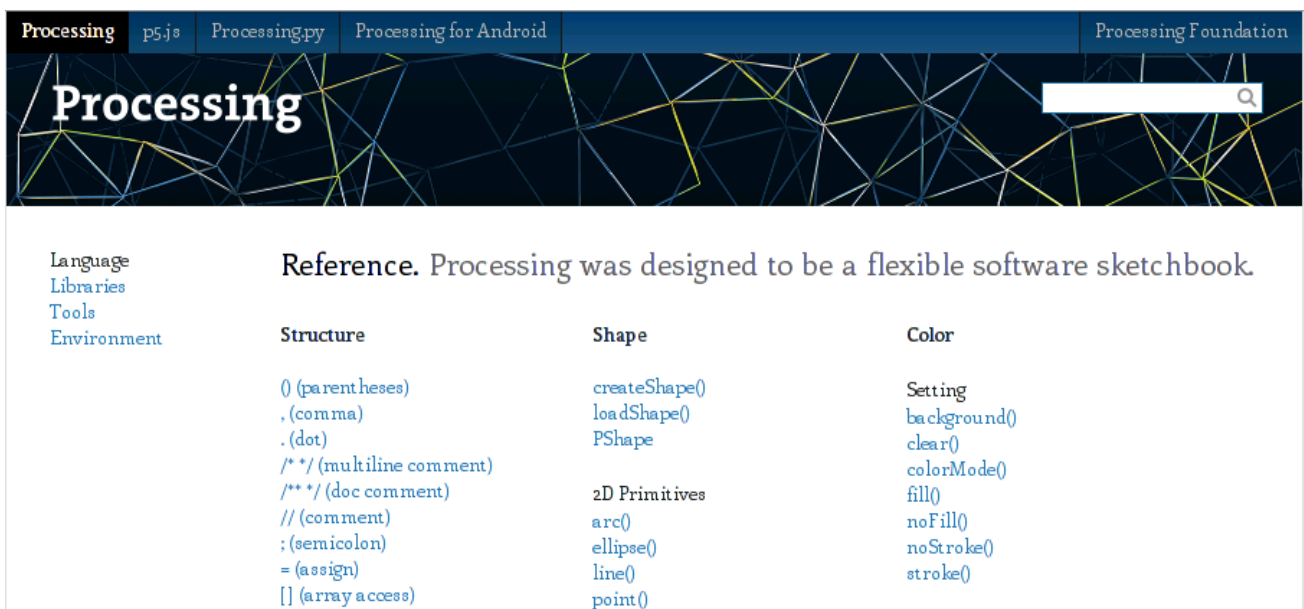 Processing
p5.js
Processing.py
Processing for Android
Processing Foundation
Processing
Language
Libraries
Tools
Environment
Reference. Processing was designed to be a flexible software sketchbook.
Structure
() (parentheses)
, (comma)
. (dot)
/* */ (multiline comment)
/** */ (doc comment)
// (comment)
; (semicolon)
= (assign)
[] (array access)
Shape
createShape()
loadShape()
PShape
2D Primitives
arc()
ellipse()
line()
point()
Color
Setting
background()
clear()
colorMode()
fill()
noFill()
noStroke()
stroke()